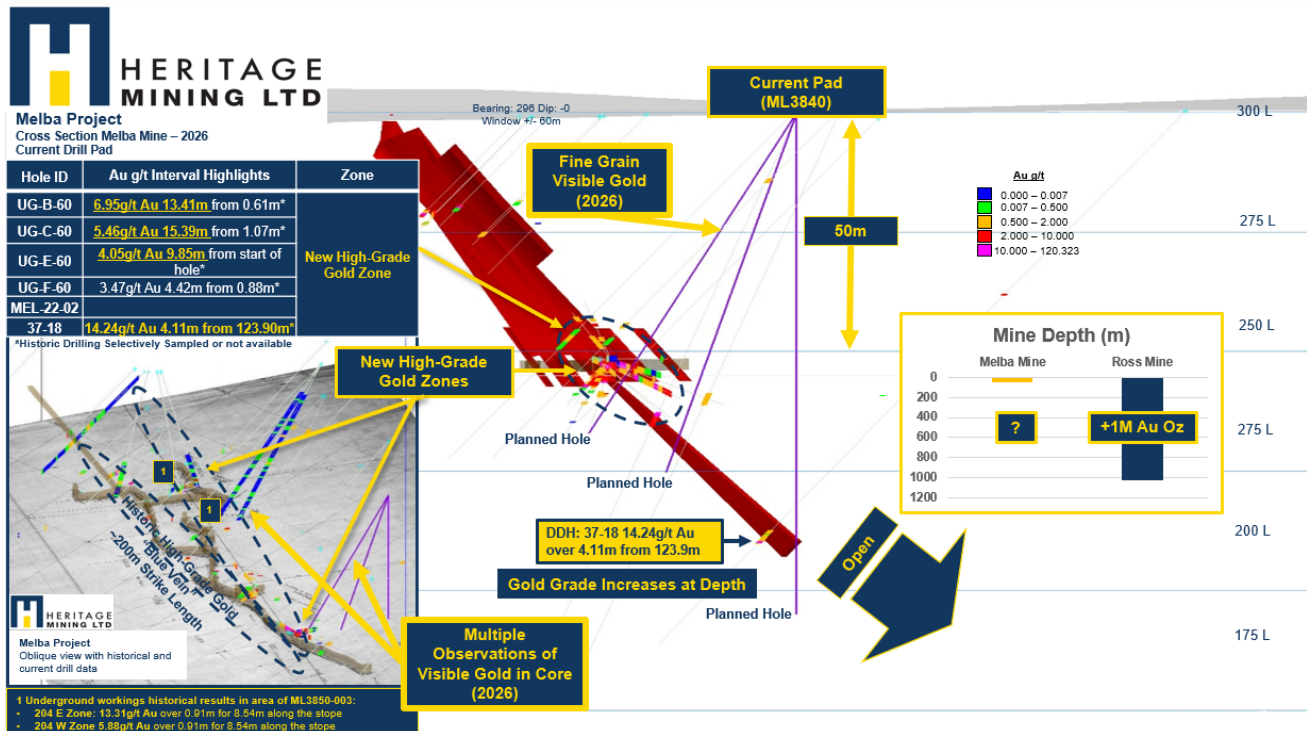 HERITAGE
MINING LTD
Melba Project
Cross Section Melba Mine – 2026
Current Drill Pad
Hole ID Au g/t Interval Highlights Zone
UG-B-60 6.95g/t Au 13.41m from 0.61m*
UG-C-60 5.46g/t Au 15.39m from 1.07m*
UG-E-60 4.05g/t Au 9.85m from start of
hole*
UG-F-60 3.47g/t Au 4.42m from 0.88m*
MEL-22-02
37-18 14.24g/t Au 4.11m from 123.90m*
New High-Grade
Gold Zone
*Historic Drilling Selectively Sampled or not available
Bearing: 296 Dip: -0
Window +/- 60m
Current Pad
(ML3840)
Fine Grain
Visible Gold
(2026)
50m
300 L
275 L
250 L
275 L
200 L
175 L
Au g/t
0.000 – 0.007
0.007 – 0.500
0.500 – 2.000
2.000 – 10.000
10.000 – 120.323
Mine Depth (m)
Melba Mine Ross Mine
0
200
400
600
800
1000
1200
?
+1M Au Oz
New High-Grade
Gold Zones
Planned Hole
Planned Hole
Planned Hole
DDH: 37-18 14.24g/t Au
over 4.11m from 123.9m
Gold Grade Increases at Depth
Open
1
1
Historic High-Grade Gold
"Blue Vein"
~200m Strike Length
HERITAGE
MINING LTD
Melba Project
Oblique view with historical and
current drill data
Multiple
Observations of
Visible Gold in Core
(2026)
1 Underground workings historical results in area of ML3850-003:
• 204 E Zone: 13.31g/t Au over 0.91m for 8.54m along the stope
• 204 W Zone 5.88g/t Au over 0.91m for 8.54m along the stope